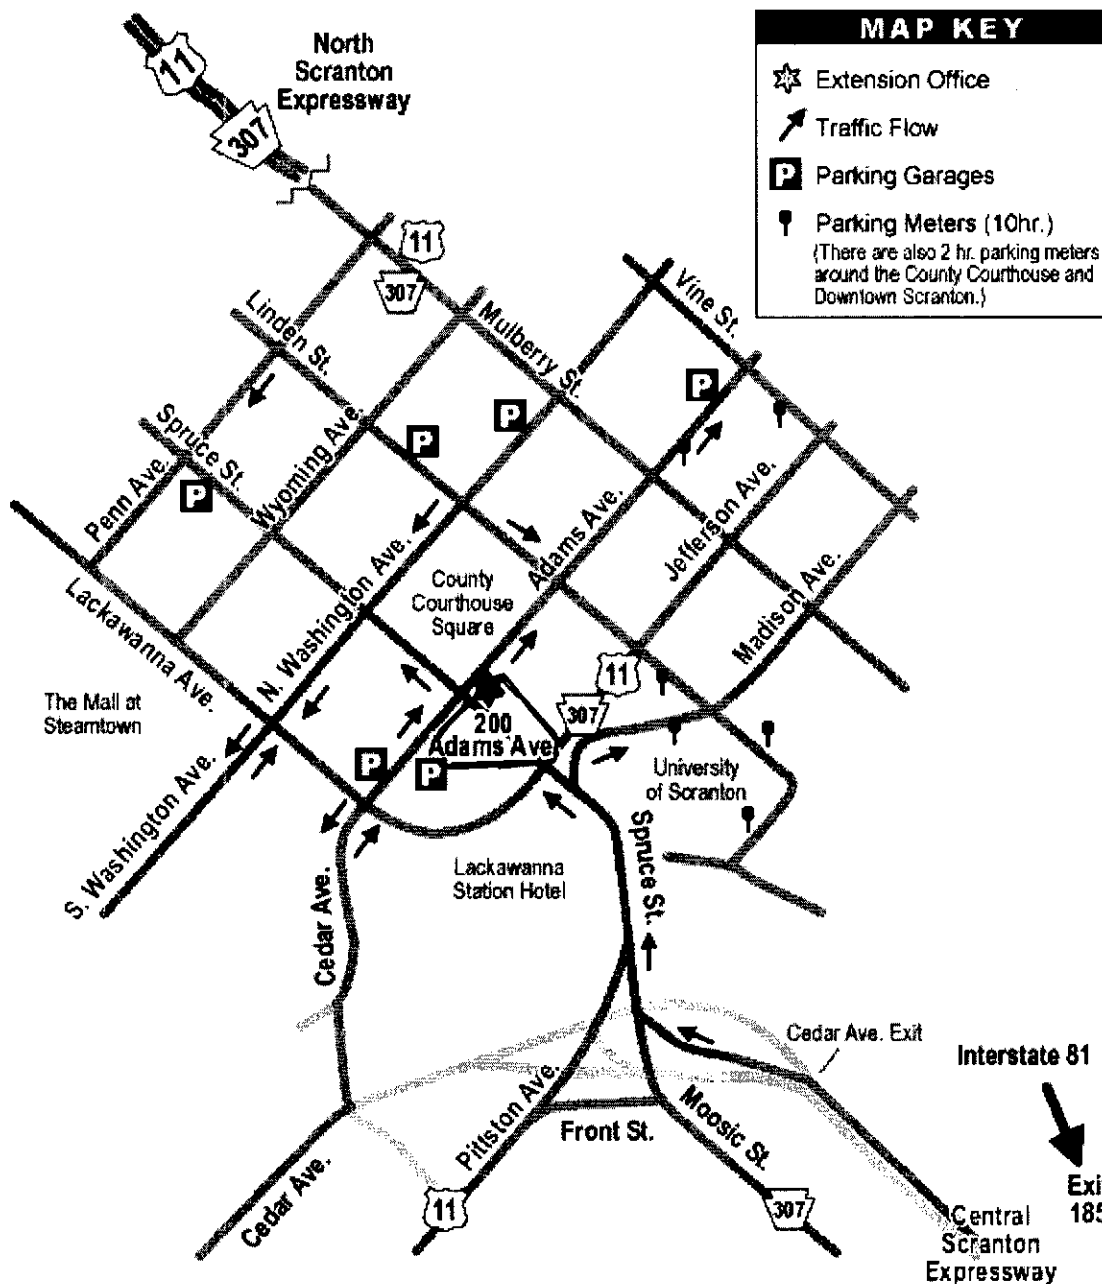 MAP KEY
Extension Office
Traffic Flow
P Parking Garages
Parking Meters (10hr.)
(There are also 2 hr. parking meters
around the County Courthouse and
Downtown Scranton.)
11
307
North
Scranton
Expressway
11
307
Linden St.
Mulberry St.
Vine St.
P
P
P
Spruce St.
P
Penn Ave.
Wyoming Ave.
Lackawanna Ave.
N. Washington Ave.
County
Courthouse
Square
Adams Ave.
Jefferson Ave.
Madison Ave.
The Mall at
Steamtown
11
307
200
Adams Ave
P
P
S. Washington Ave.
University
of Scranton
Lackawanna
Station Hotel
Spruce St.
Cedar Ave.
Cedar Ave. Exit
Interstate 81
Pittston Ave.
Front St.
Moosic St.
Cedar Ave.
11
307
Exi
185
Central
Scranton
Expressway